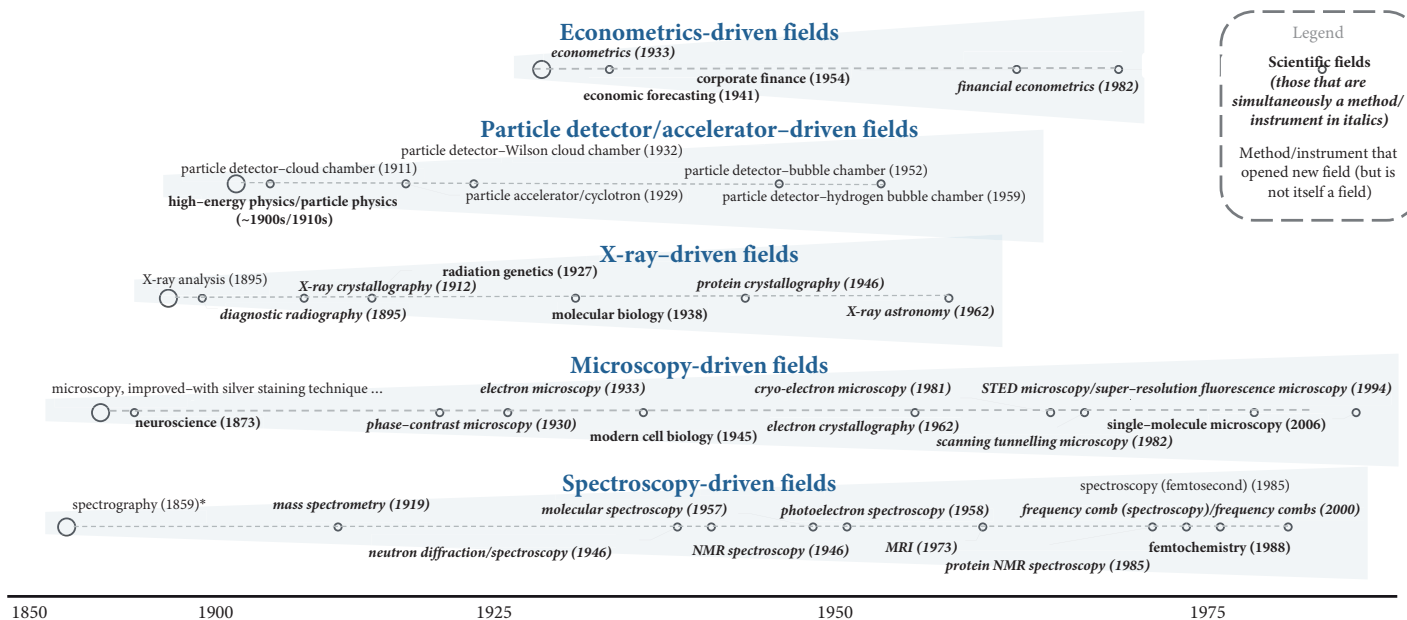 Econometrics-driven fields
econometrics (1933)
corporate finance (1954)
economic forecasting (1941)
financial econometrics (1982)
Particle detector/accelerator–driven fields
particle detector–Wilson cloud chamber (1932)
particle detector–cloud chamber (1911)
particle detector–bubble chamber (1952)
particle accelerator/cyclotron (1929)
particle detector–hydrogen bubble chamber (1959)
high–energy physics/particle physics
(~1900s/1910s)
X-ray–driven fields
radiation genetics (1927)
X-ray analysis (1895)
X-ray crystallography (1912)
protein crystallography (1946)
diagnostic radiography (1895)
molecular biology (1938)
X-ray astronomy (1962)
Microscopy-driven fields
microscopy, improved–with silver staining technique ...
electron microscopy (1933)
cryo-electron microscopy (1981)
STED microscopy/super–resolution fluorescence microscopy (1994)
neuroscience (1873)
phase–contrast microscopy (1930)
modern cell biology (1945)
electron crystallography (1962)
single–molecule microscopy (2006)
scanning tunnelling microscopy (1982)
Spectroscopy-driven fields
spectroscopy (femtosecond) (1985)
spectrography (1859)*
mass spectrometry (1919)
molecular spectroscopy (1957)
photoelectron spectroscopy (1958)
frequency comb (spectroscopy)/frequency combs (2000)
neutron diffraction/spectroscopy (1946)
NMR spectroscopy (1946)
MRI (1973)
femtochemistry (1988)
protein NMR spectroscopy (1985)
1850
1900
1925
1950
1975
Legend
Scientific fields
(those that are
simultaneously a method/
instrument in italics)
Method/instrument that
opened new field (but is
not itself a field)